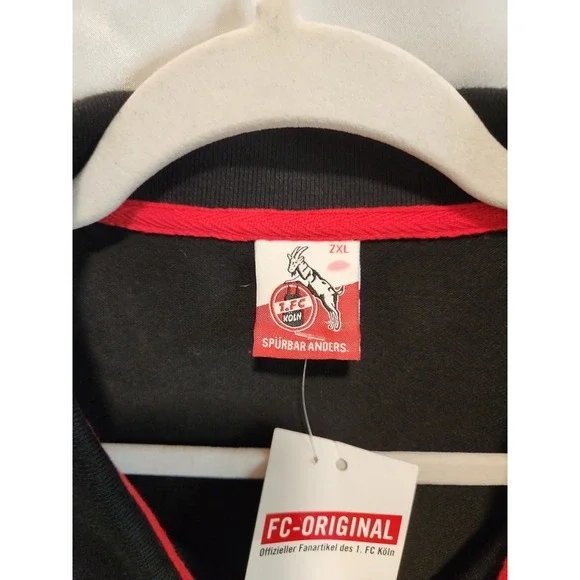 2XL
1.FC
KÖLN
SPÜRBAR ANDERS.
FC-ORIGINAL
Offizieller Fanartikel des 1. FC Köln